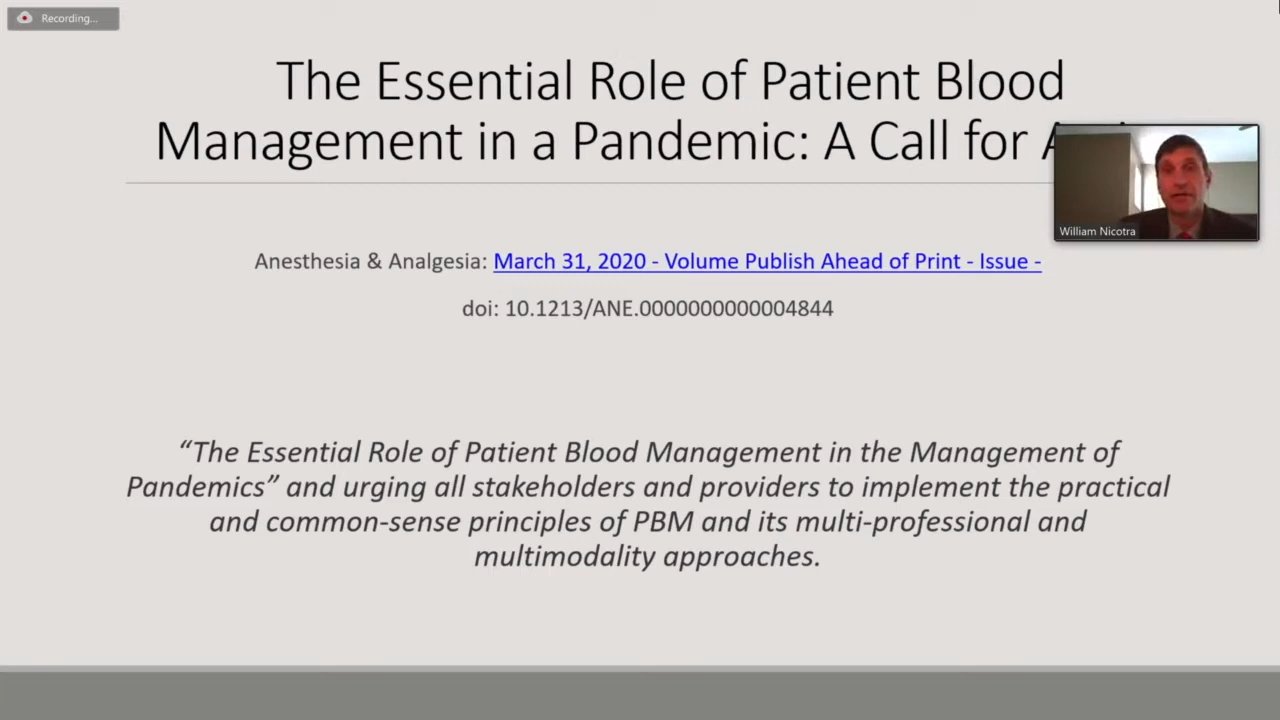 Recording...
The Essential Role of Patient Blood
Management in a Pandemic: A Call for
William Nicotra
Anesthesia & Analgesia: March 31, 2020 - Volume Publish Ahead of Print - Issue -
doi: 10.1213/ANE.0000000000004844
“The Essential Role of Patient Blood Management in the Management of
Pandemics” and urging all stakeholders and providers to implement the practical
and common-sense principles of PBM and its multi-professional and
multimodality approaches.